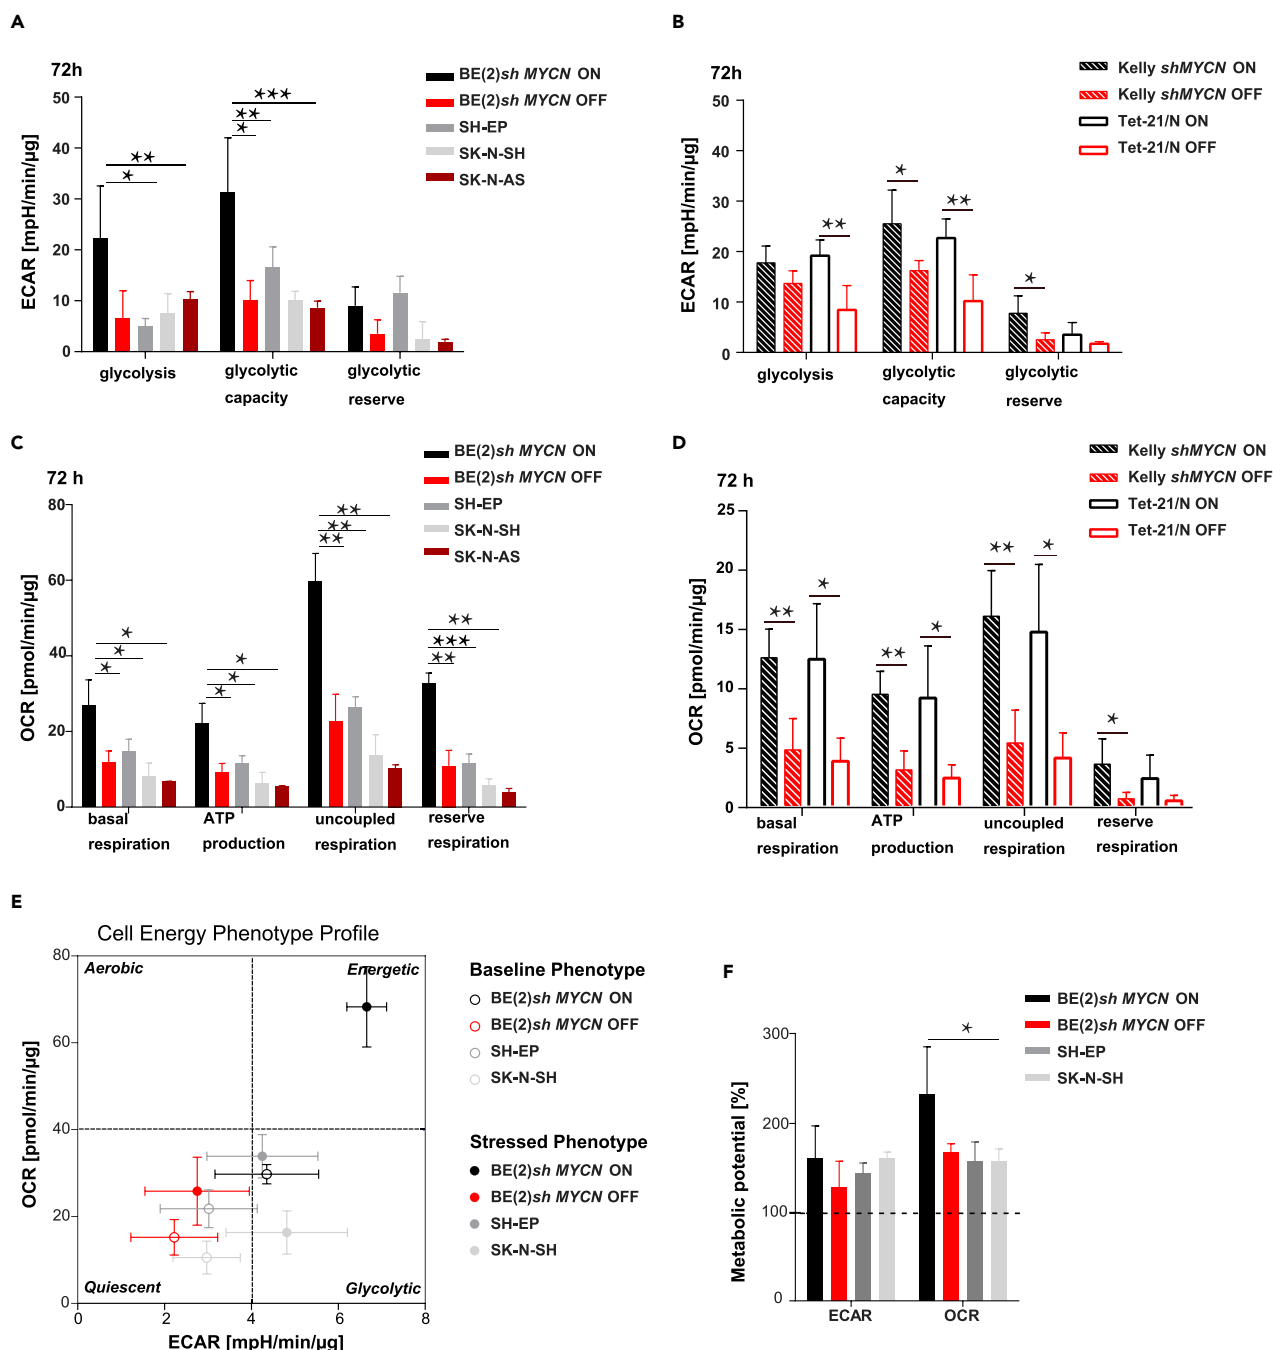 A
72h
ECAR [mpH/min/µg]
50
40
30
20
10
0
glycolysis
glycolytic capacity
glycolytic reserve
BE(2)sh MYCN ON
BE(2)sh MYCN OFF
SH-EP
SK-N-SH
SK-N-AS
**
*
***
**
*
B
72h
ECAR [mpH/min/µg]
50
40
30
20
10
0
glycolysis
glycolytic capacity
glycolytic reserve
Kelly shMYCN ON
Kelly shMYCN OFF
Tet-21/N ON
Tet-21/N OFF
**
*
**
*
C
72 h
OCR [pmol/min/µg]
80
60
40
20
0
basal respiration
ATP production
uncoupled respiration
reserve respiration
BE(2)sh MYCN ON
BE(2)sh MYCN OFF
SH-EP
SK-N-SH
SK-N-AS
*
*
*
*
*
*
**
**
**
**
***
**
D
72 h
OCR [pmol/min/µg]
25
20
15
10
5
0
basal respiration
ATP production
uncoupled respiration
reserve respiration
Kelly shMYCN ON
Kelly shMYCN OFF
Tet-21/N ON
Tet-21/N OFF
**
*
**
*
**
*
*
E
Cell Energy Phenotype Profile
Aerobic
Energetic
Quiescent
Glycolytic
OCR [pmol/min/µg]
80
60
40
20
0
0
2
4
6
8
ECAR [mpH/min/µg]
Baseline Phenotype
BE(2)sh MYCN ON
BE(2)sh MYCN OFF
SH-EP
SK-N-SH
Stressed Phenotype
BE(2)sh MYCN ON
BE(2)sh MYCN OFF
SH-EP
SK-N-SH
F
Metabolic potential [%]
300
200
100
0
ECAR
OCR
*
BE(2)sh MYCN ON
BE(2)sh MYCN OFF
SH-EP
SK-N-SH